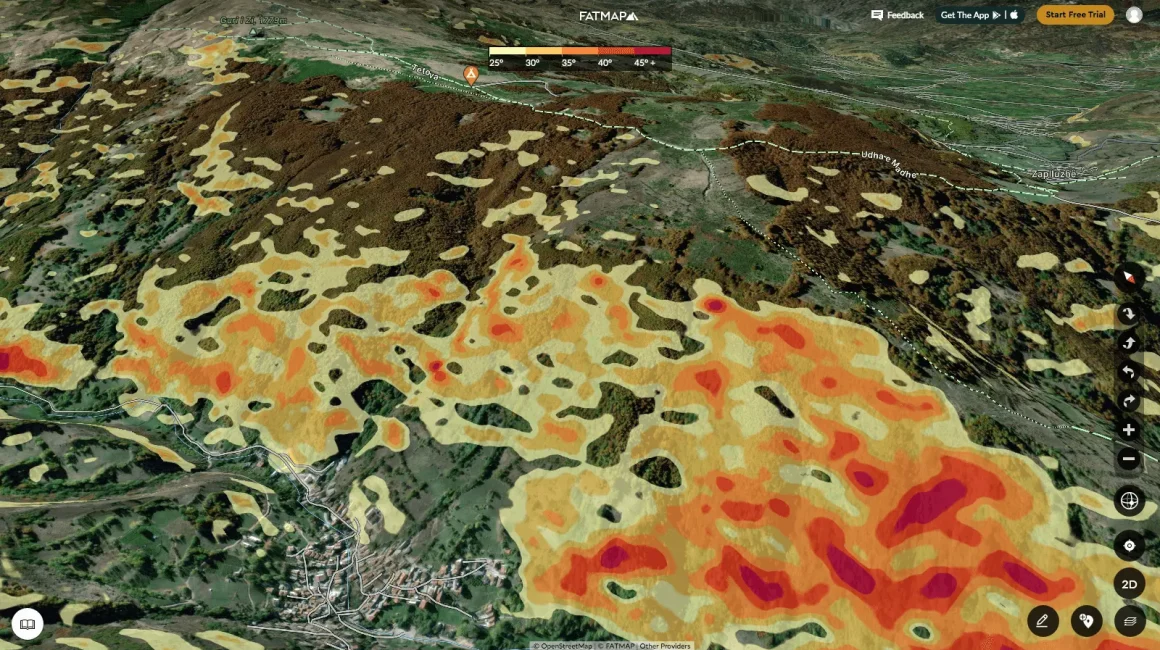 FATMAP
Feedback
Get The App
Start Free Trial
25° 30° 35° 40° 45° +
Tetova
Udha e Madhe
Zaplluzhë
2D
© OpenStreetMap | © FATMAP | Other Providers